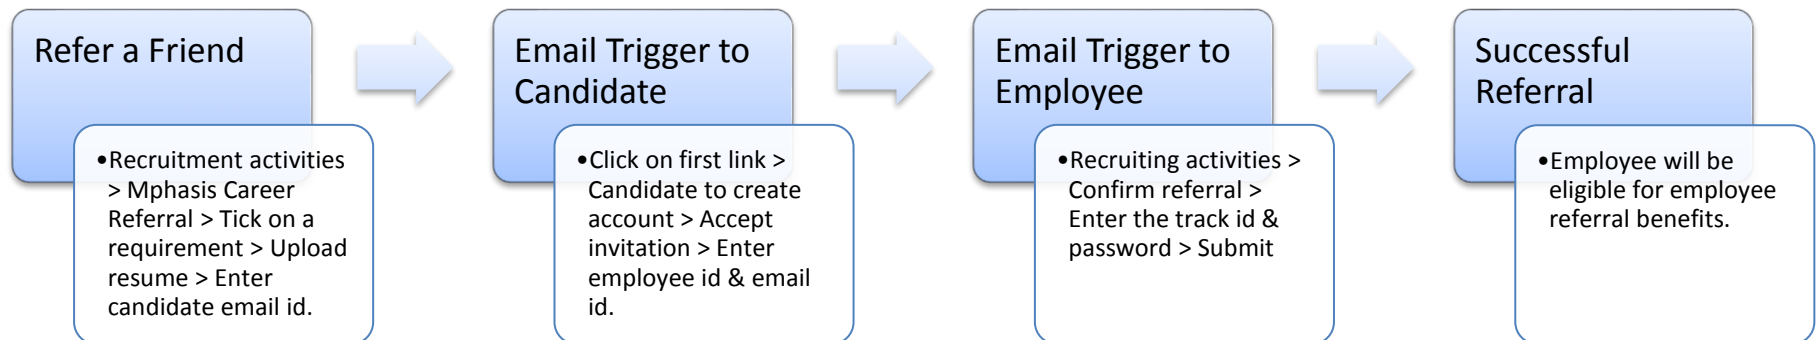 Refer a Friend
•Recruitment activities
> Mphasis Career
Referral > Tick on a
requirement > Upload
resume > Enter
candidate email id.
Email Trigger to
Candidate
•Click on first link >
Candidate to create
account > Accept
invitation > Enter
employee id & email
id.
Email Trigger to
Employee
•Recruiting activities >
Confirm referral >
Enter the track id &
password > Submit
Successful
Referral
•Employee will be
eligible for employee
referral benefits.